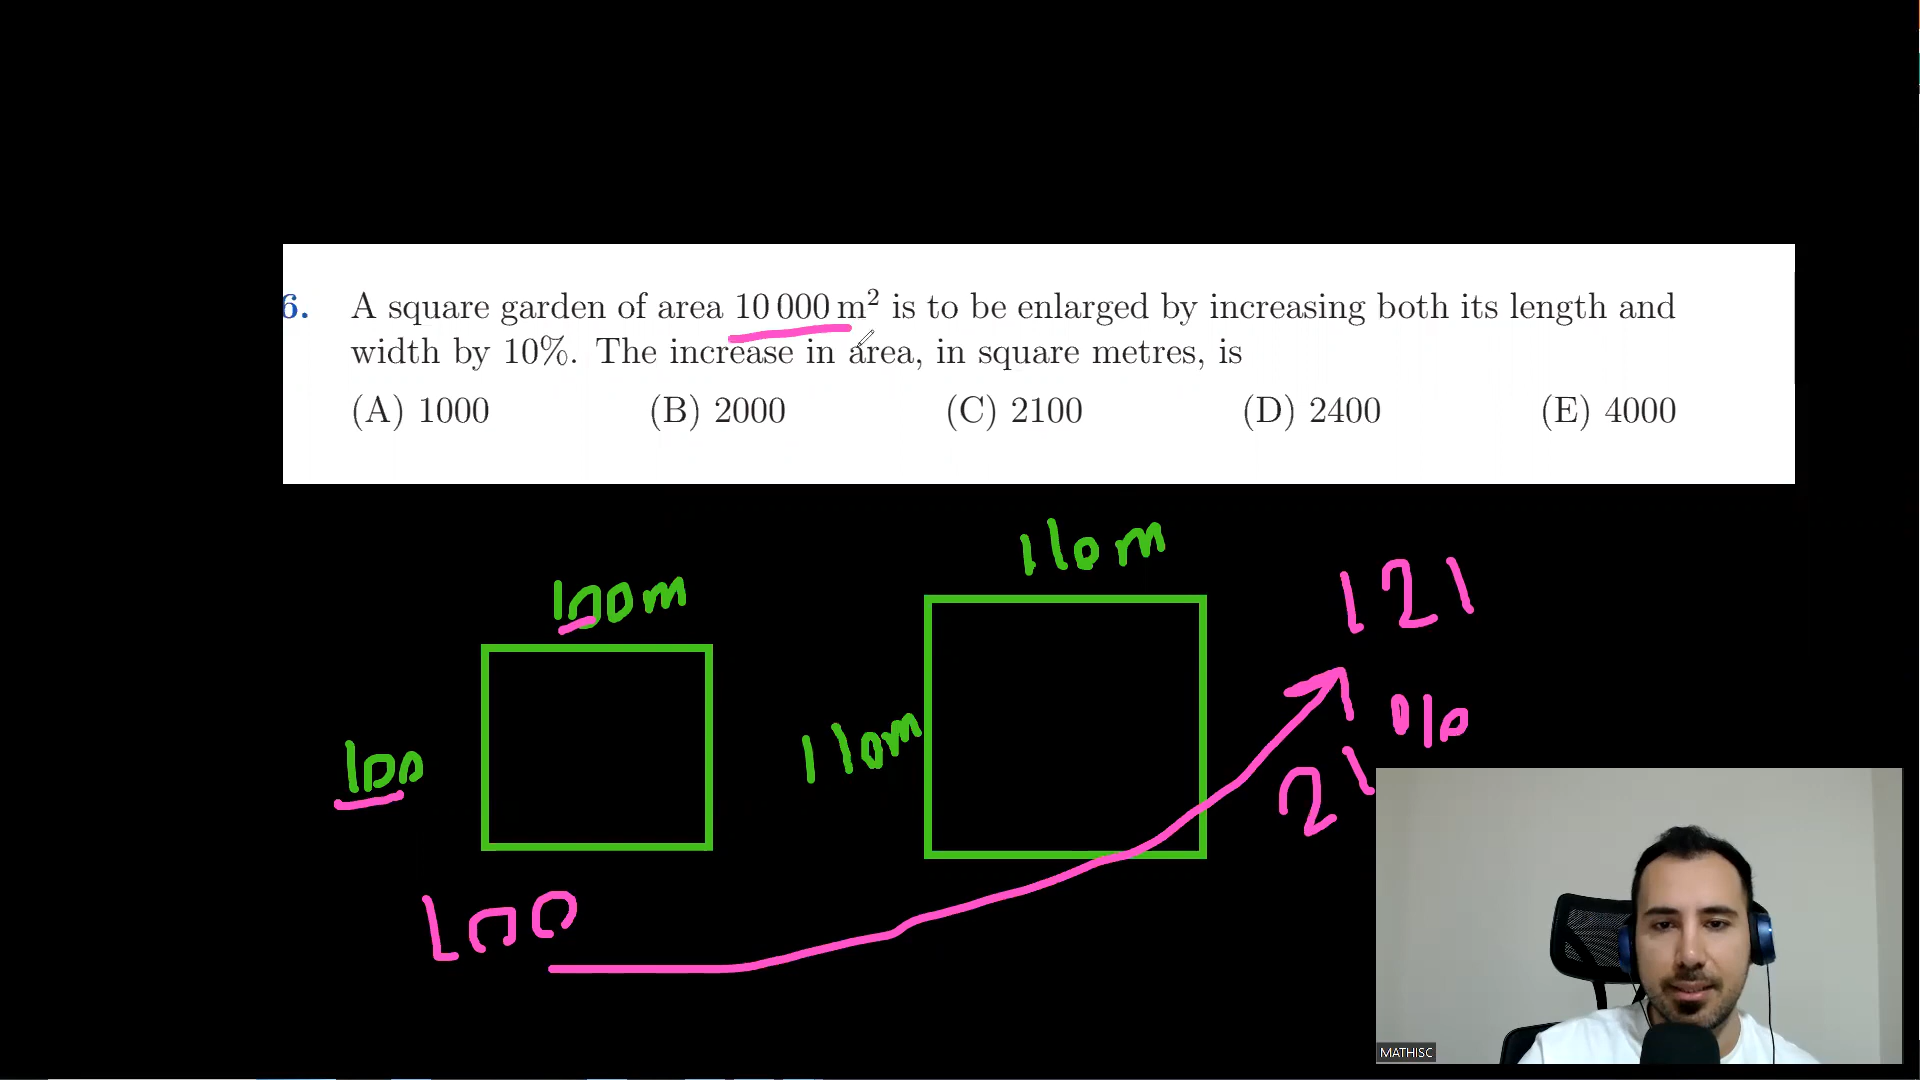 6. A square garden of area 10 000 m² is to be enlarged by increasing both its length and
width by 10%. The increase in area, in square metres, is
(A) 1000 (B) 2000 (C) 2100 (D) 2400 (E) 4000
110m
100m
121
%
110m
100
21
100
MATHISC